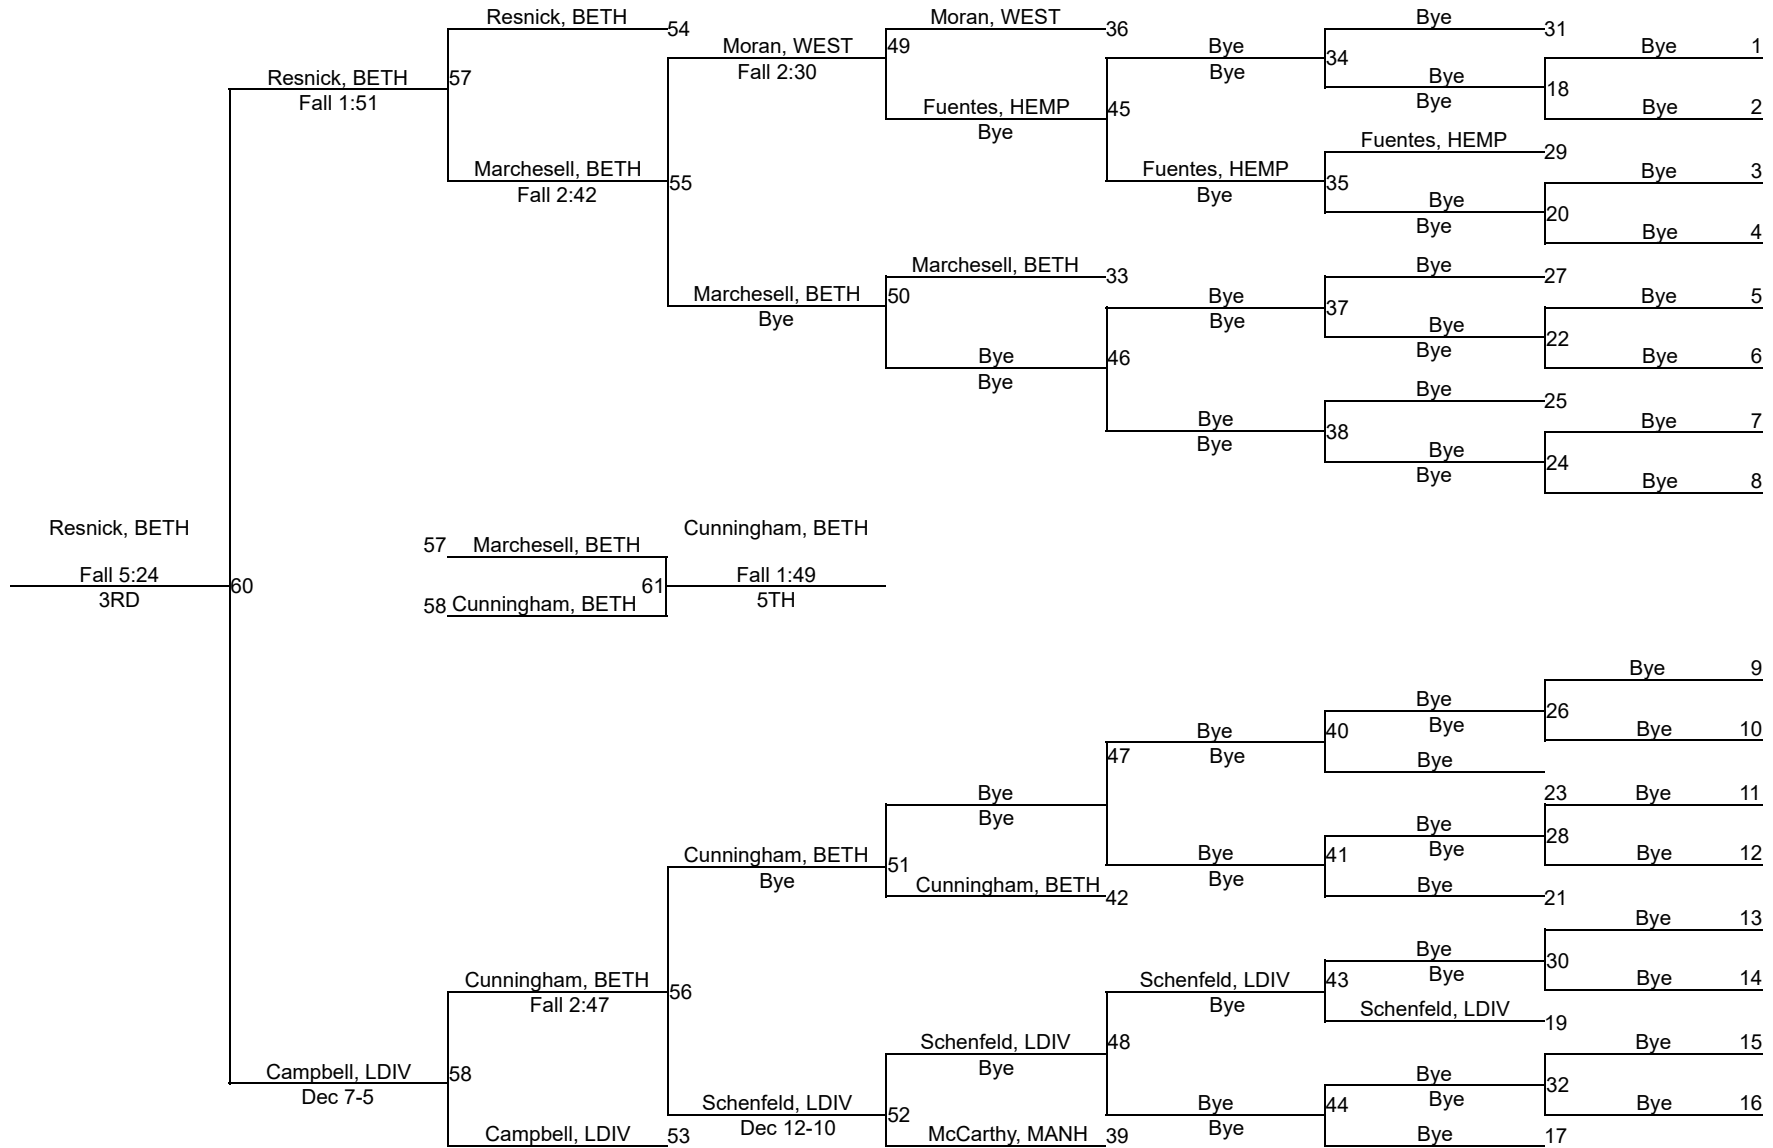 Resnick, BETH 54 Moran, WEST 36 Bye 31
Moran, WEST 49 Bye Bye 1
Resnick, BETH 57 Fall 2:30 Bye 34
Fall 1:51 Bye 18
Fuentes, HEMP 45 Bye Bye 2
Bye
Fuentes, HEMP 29
Marchesell, BETH 55 Fuentes, HEMP 35 Bye 3
Fall 2:42 Bye Bye 20
Bye Bye 4
Marchesell, BETH 33 Bye 27
Marchesell, BETH 50 Bye 37 Bye 5
Bye Bye Bye 22
Bye 46 Bye Bye 6
Bye
Bye 25
Bye 38 Bye 7
Bye Bye 24
Bye Bye 8
Resnick, BETH Cunningham, BETH
57 Marchesell, BETH
Fall 5:24 60 61 Fall 1:49
3RD 5TH
58 Cunningham, BETH
Bye 9
Bye 26
Bye 40 Bye Bye 10
47 Bye
Bye
Bye 23 Bye 11
Bye
Bye 28
Cunningham, BETH 51 Bye 41 Bye Bye 12
Bye Bye
Cunningham, BETH 42 Bye 21
Bye 13
Bye 30
Cunningham, BETH 56 Schenfeld, LDIV 43 Bye Bye 14
Fall 2:47 Bye
Schenfeld, LDIV 19
Schenfeld, LDIV 48 Bye 15
Campbell, LDIV 58 Bye Bye 32
Dec 7-5 Bye
Schenfeld, LDIV 52 Bye 44 Bye 16
Dec 12-10 Bye
Campbell, LDIV 53 McCarthy, MANH 39 Bye 17